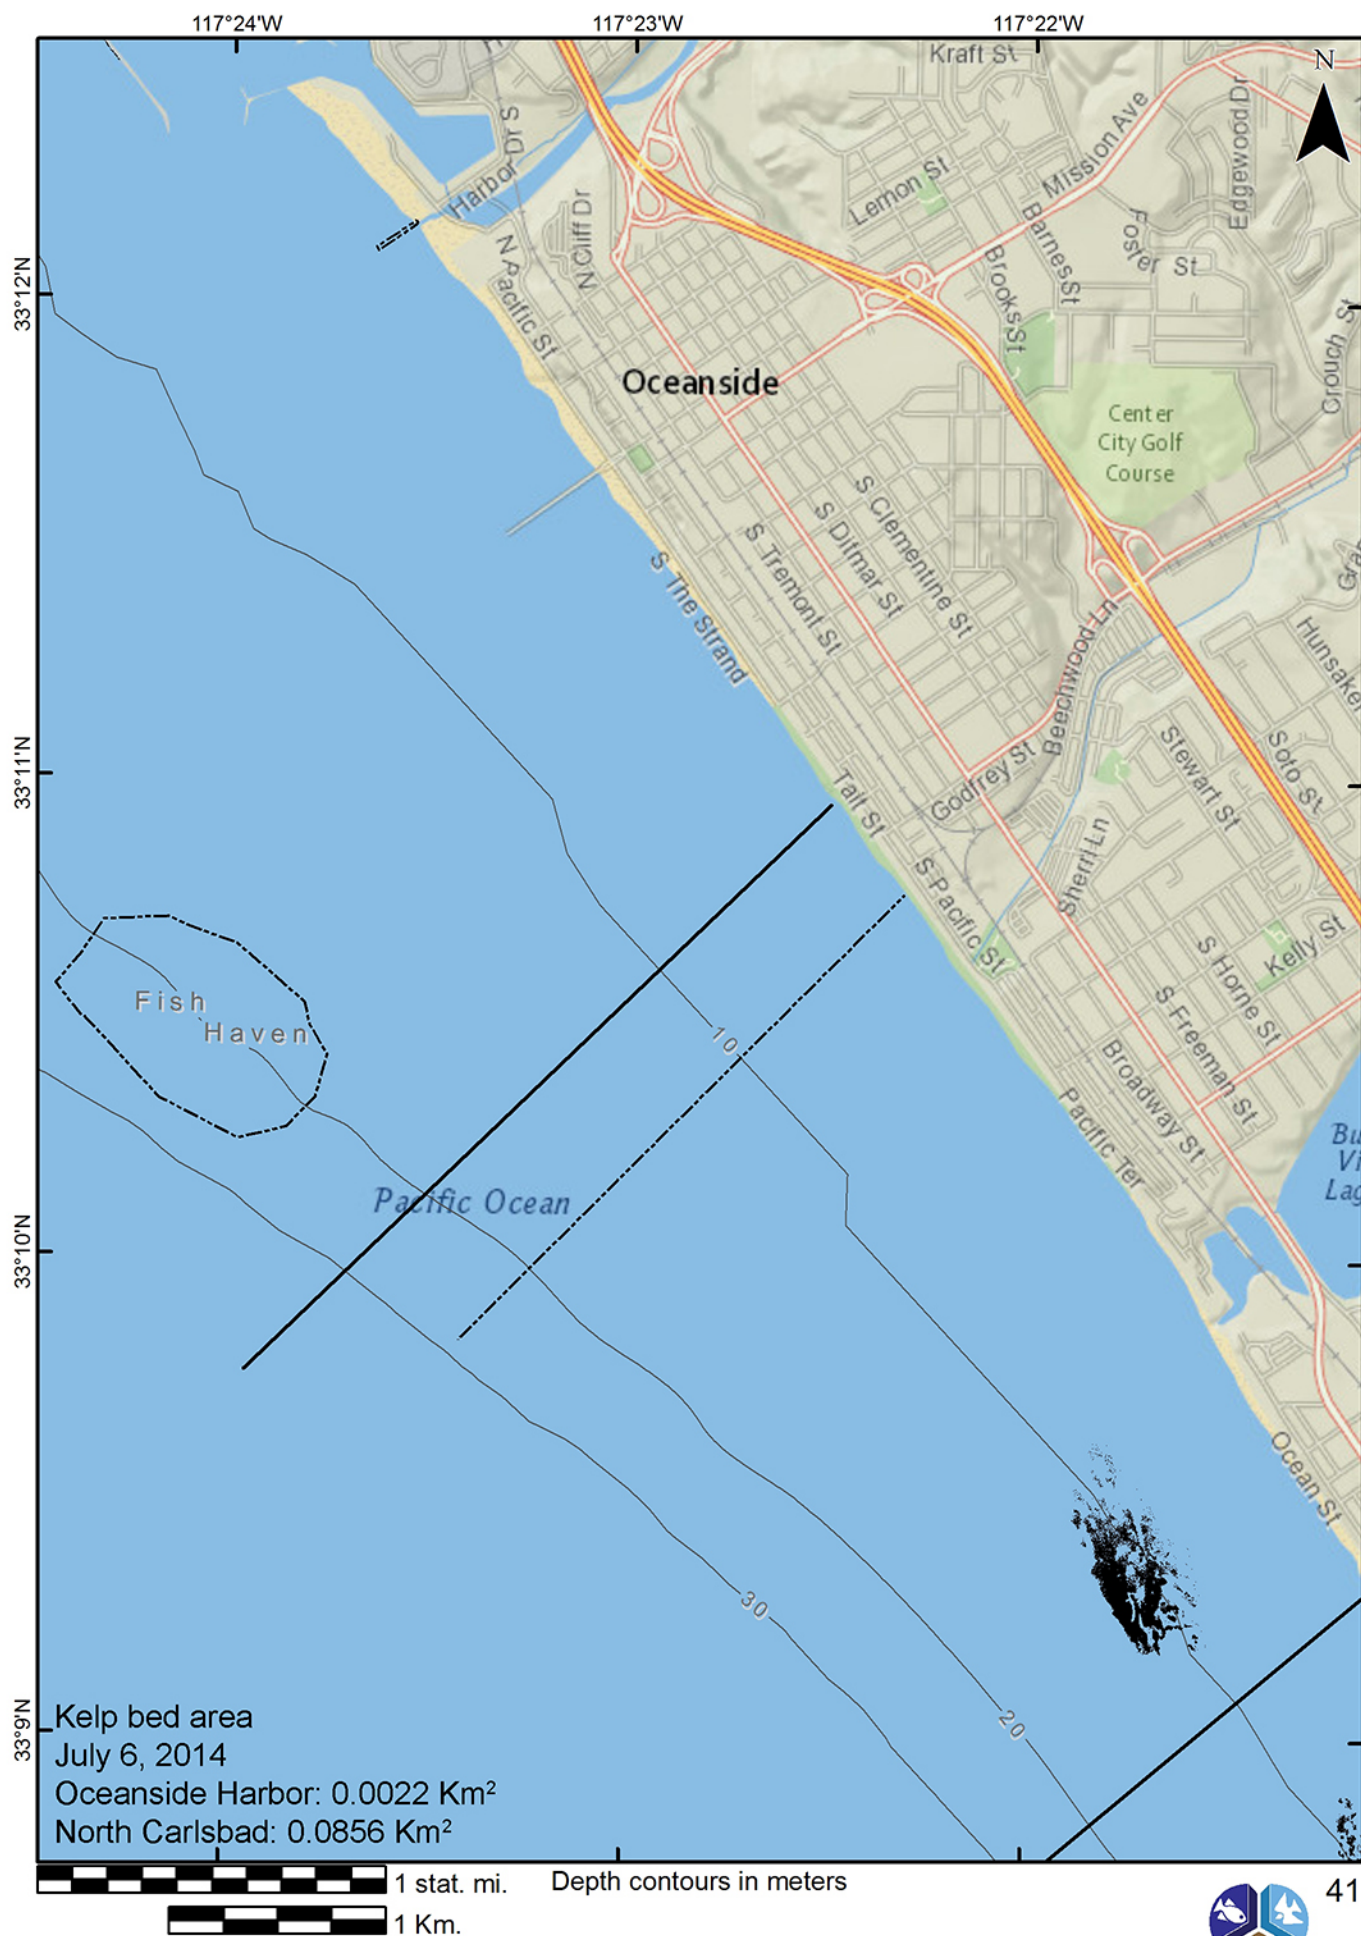 117°24'W
117°23'W
117°22'W
N
Kraft St
Mission Ave
Edgewood Dr
Harbor Dr S
Lemon St
Barnes St
Foster St
N Cliff Dr
N Pacific St
Brooks St
33°12'N
Crouch St
Oceanside
Center
City Golf
Course
S Clementine St
S Ditmar St
S Tremont St
S The Strand
Beechwood Ln
Hunsaker
33°11'N
Tait St
Godfrey St
Stewart St
Soto St
Sherri Ln
S Pacific St
Kelly St
S Horne St
S Freeman St
Fish
Haven
10
Broadway St
Pacific Ter
Pacific Ocean
33°10'N
Ocean St
30
20
33°9'N
Kelp bed area
July 6, 2014
Oceanside Harbor: 0.0022 Km²
North Carlsbad: 0.0856 Km²
1 stat. mi.
Depth contours in meters
41
1 Km.